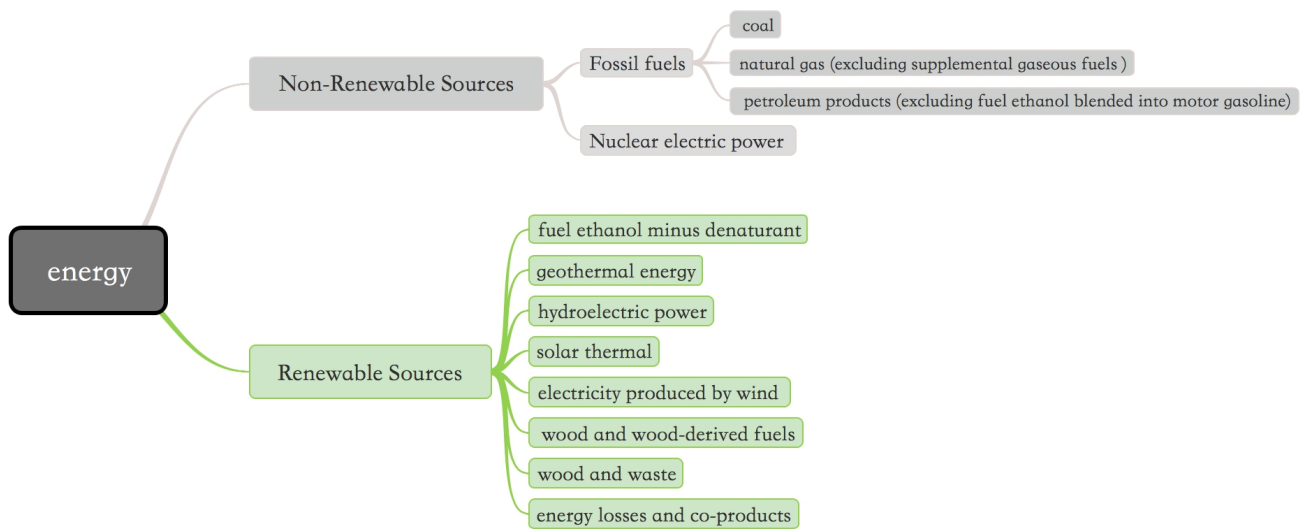 coal
Fossil fuels
natural gas (excluding supplemental gaseous fuels )
Non-Renewable Sources
petroleum products (excluding fuel ethanol blended into motor gasoline)
Nuclear electric power
energy
fuel ethanol minus denaturant
geothermal energy
hydroelectric power
solar thermal
Renewable Sources
electricity produced by wind
wood and wood-derived fuels
wood and waste
energy losses and co-products